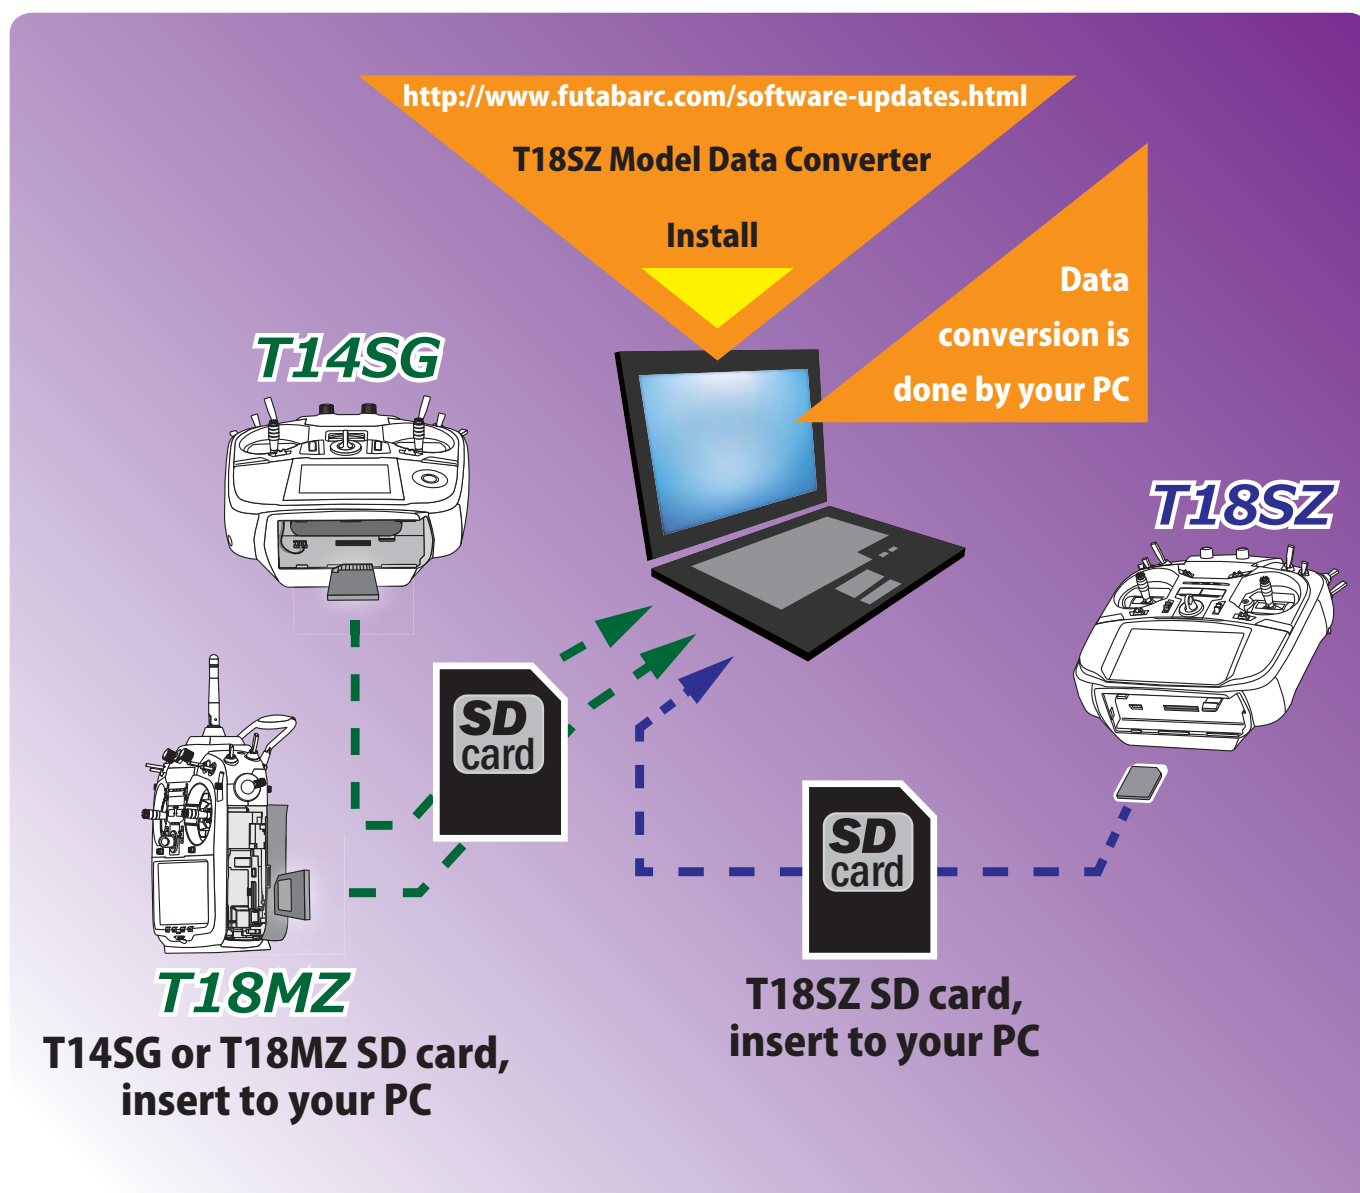 http://www.futabarc.com/software-updates.html
T18SZ Model Data Converter
Install
Data
conversion is
done by your PC
T14SG
T18SZ
SD
card
SD
card
T18MZ
T14SG or T18MZ SD card,
insert to your PC
T18SZ SD card,
insert to your PC